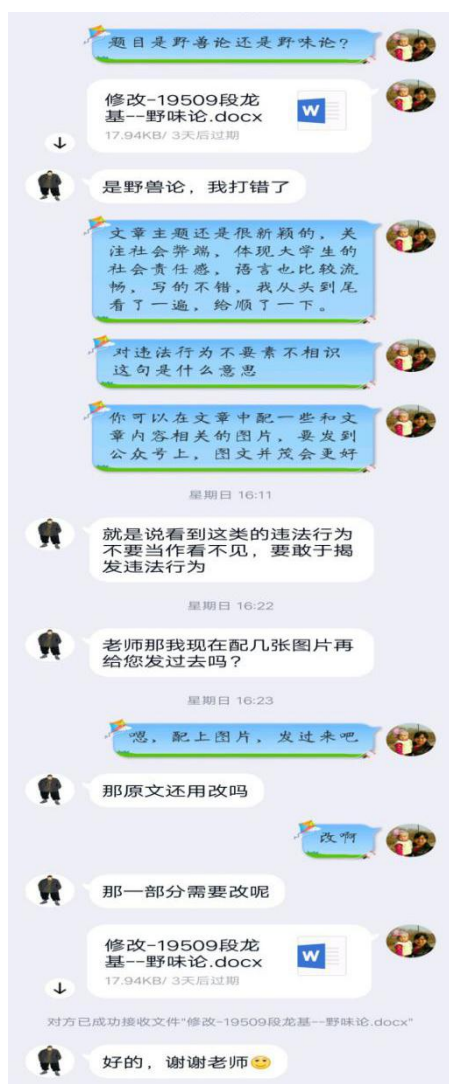 题目是野兽论还是野味论？
修改-19509段龙
基--野味论.docx
17.94KB/ 3天后过期
是野兽论，我打错了
文章主题还是很新颖的，关
注社会弊端，体现大学生的
社会责任感，语言也比较流
畅，写的不错，我从头到尾
看了一遍，给顺了一下。
对违法行为不要素不相识
这句是什么意思
你可以在文章中配一些和文
章内容相关的图片，要发到
公众号上，图文并茂会更好
星期日 16:11
就是说看到这类的违法行为
不要当作看不见，要敢于揭
发违法行为
星期日 16:22
老师那我现在配几张图片再
给您发过去吗？
星期日 16:23
嗯，配上图片，发过来吧
那原文还用改吗
改啊
那一部分需要改呢
修改-19509段龙
基--野味论.docx
17.94KB/ 3天后过期
对方已成功接收文件"修改-19509段龙基--野味论.docx"
好的，谢谢老师